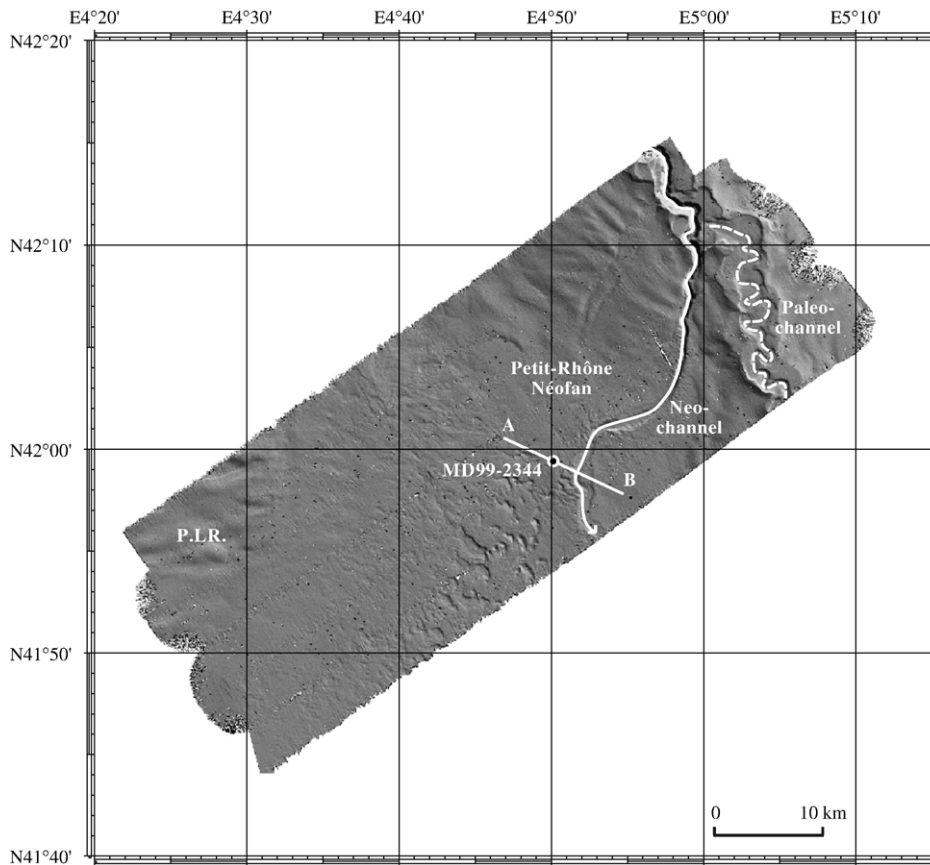 E4°20' E4°30' E4°40' E4°50' E5°00' E5°10'
N42°20'
N42°10'
Paleo-
channel
Petit-Rhône
Néofan
Neo-
channel
A
N42°00'
MD99-2344
B
P.LR.
N41°50'
0 10 km
N41°40'